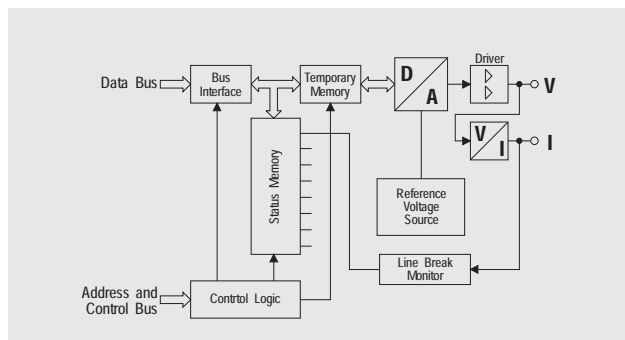 Driver
Data Bus
Bus
Interface
Temporary
Memory
D
A
V
V
I
I
Status Memory
Reference
Voltage
Source
Line Break
Monitor
Address and
Control Bus
Contrtol Logic